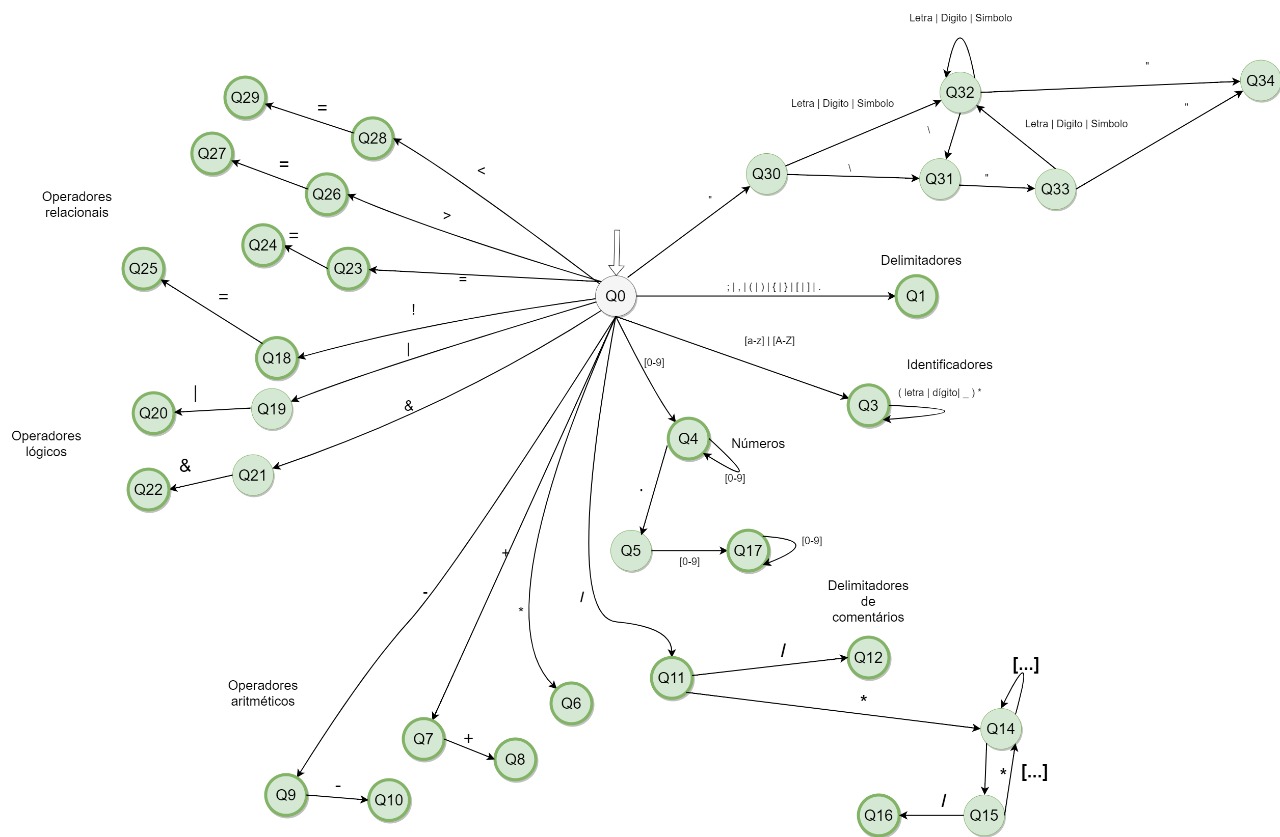 Letra | Digito | Simbolo
Q32
"
Q34
Q29
=
Q28
Letra | Digito | Simbolo
"
Letra | Digito | Simbolo
\
Q27
=
Q26
<
Q30
\
Q31
"
Q33
Operadores
relacionais
>
"
Q24
=
Q23
=
Delimitadores
Q25
=
Q0
; | , | ( | ) | { | } | [ | ] | .
Q1
!
Q18
|
[a-z] | [A-Z]
[0-9]
Identificadores
|
Q20
Q19
&
Q3
( letra | dígito| _ ) *
Operadores
lógicos
&
Q22
Q21
Q4
Números
[0-9]
.
Q5
[0-9]
Q17
[0-9]
-
+
*
/
Delimitadores
de
comentários
/
Q12
Q11
*
[...]
Q14
Operadores
aritméticos
Q6
Q7
+
Q8
*
[...]
Q9
-
Q10
Q16
/
Q15